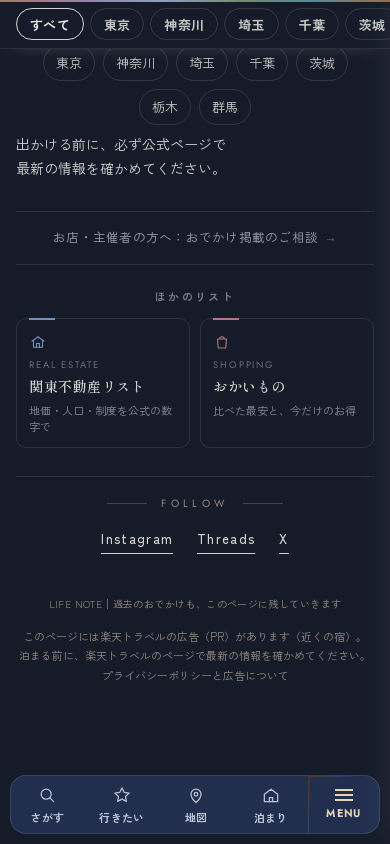 すべて 東京 神奈川 埼玉 千葉 茨城
東京 神奈川 埼玉 千葉 茨城
栃木 群馬
出かける前に、必ず公式ページで
最新の情報を確かめてください。
お店・主催者の方へ：おでかけ掲載のご相談 →
ほかのリスト
REAL ESTATE
関東不動産リスト
地価・人口・制度を公式の数
字で
SHOPPING
おかいもの
比べた最安と、今だけのお得
FOLLOW
Instagram Threads X
LIFE NOTE｜過去のおでかけも、このページに残していきます
このページには楽天トラベルの広告（PR）があります（近くの宿）。
泊まる前に、楽天トラベルのページで最新の情報を確かめてください。
プライバシーポリシーと広告について
さがす 行きたい 地図 泊まり MENU